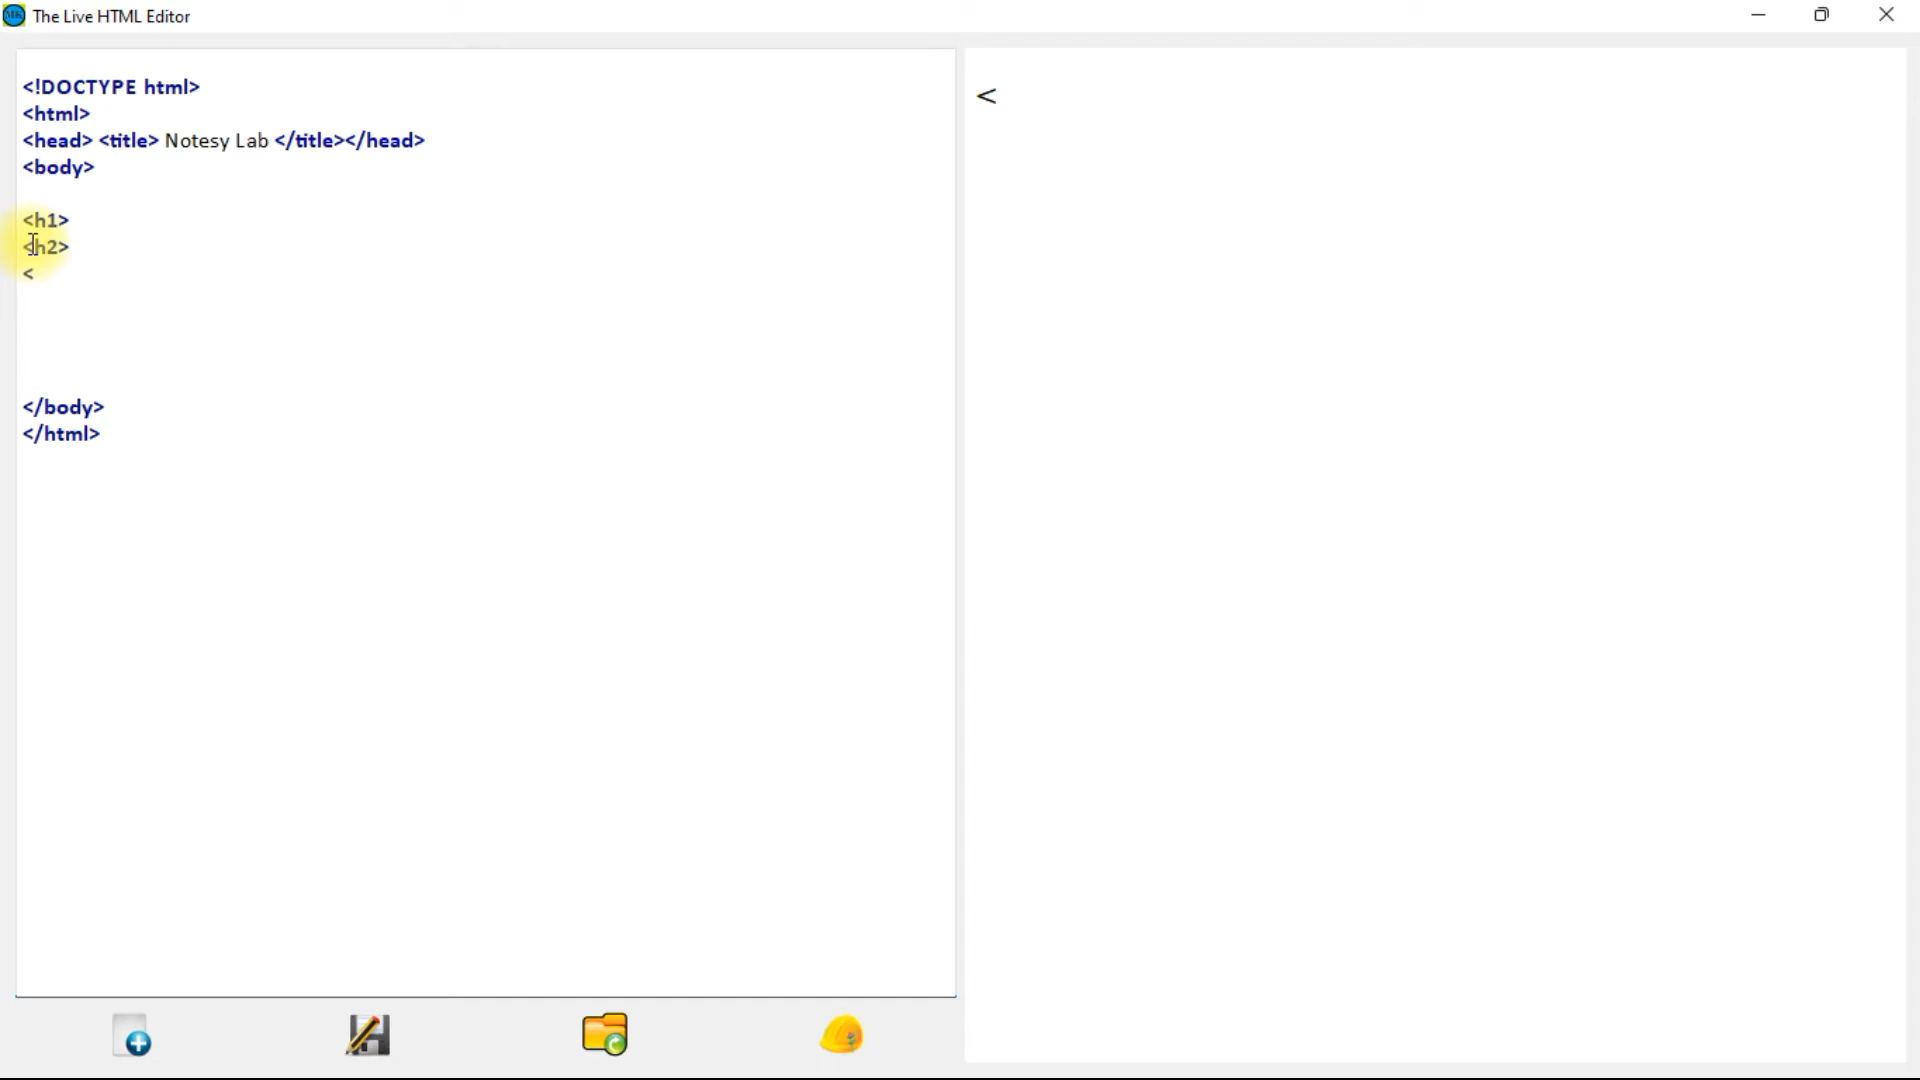 The Live HTML Editor
<!DOCTYPE html>
<html>
<head> <title> Notesy Lab </title></head>
<body>
<h1>
<h2>
<
</body>
</html>
<